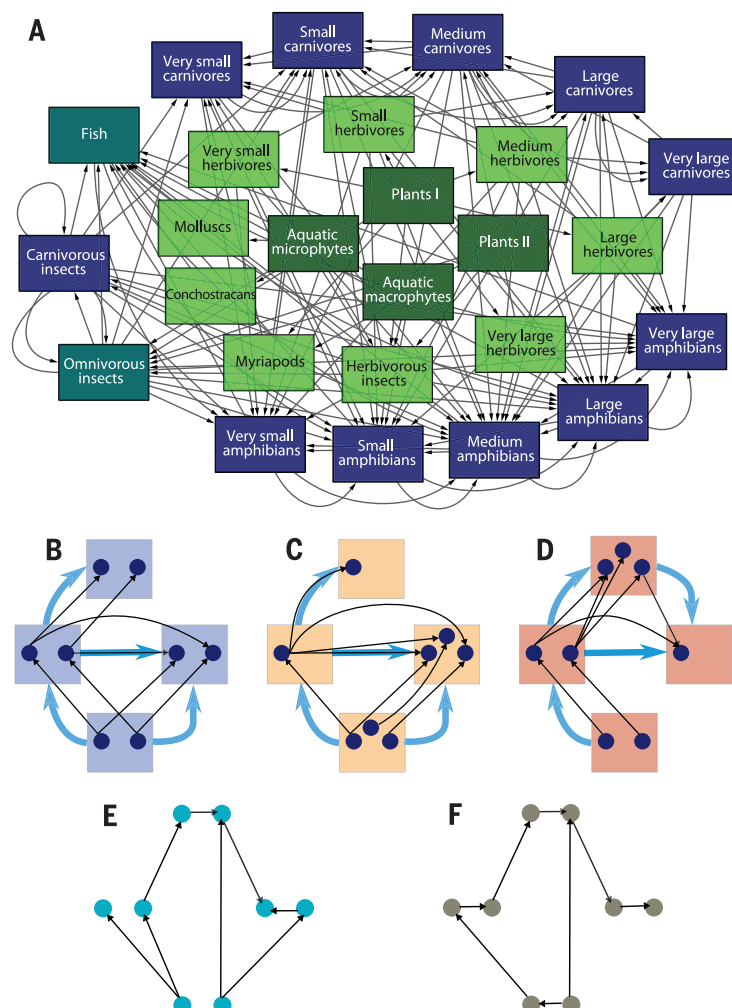 A
Small
carnivores
Medium
carnivores
Very small
carnivores
Large
carnivores
Fish
Small
herbivores
Very small
herbivores
Medium
herbivores
Very large
carnivores
Plants I
Molluscs
Aquatic
microphytes
Plants II
Large
herbivores
Carnivorous
insects
Conchostracans
Aquatic
macrophytes
Very large
amphibians
Omnivorous
insects
Myriapods
Herbivorous
insects
Very large
herbivores
Large
amphibians
Very small
amphibians
Small
amphibians
Medium
amphibians
B
C
D
E
F